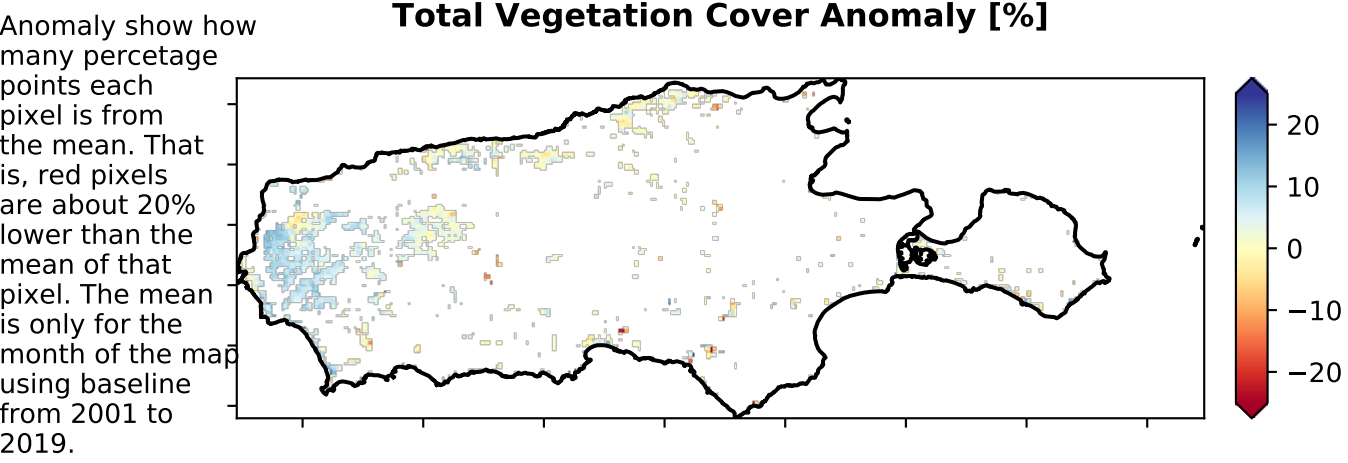 Total Vegetation Cover Anomaly [%]
Anomaly show how
many percetage
points each
pixel is from
the mean. That
is, red pixels
are about 20%
lower than the
mean of that
pixel. The mean
is only for the
month of the map
using baseline
from 2001 to
2019.
20
10
0
−10
−20